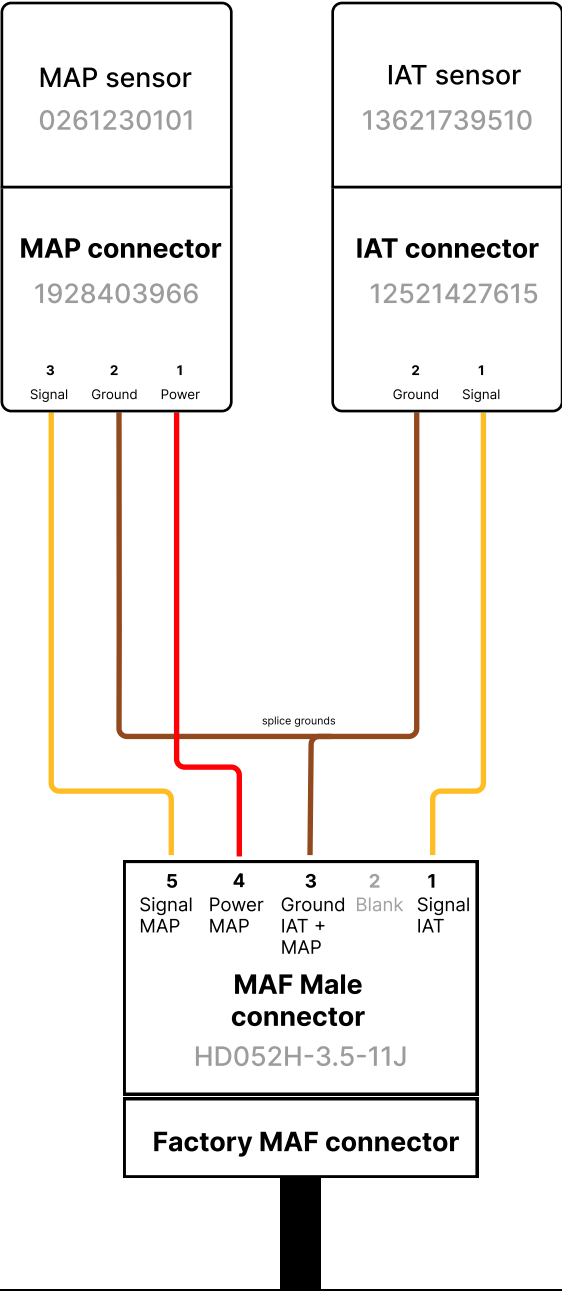 MAP sensor
0261230101
IAT sensor
13621739510
MAP connector
1928403966
IAT connector
12521427615
3 2 1
Signal Ground Power
2 1
Ground Signal
splice grounds
5 4 3 2 1
Signal Power Ground Blank Signal
MAP MAP IAT + IAT
MAP
MAF Male
connector
HD052H-3.5-11J
Factory MAF connector